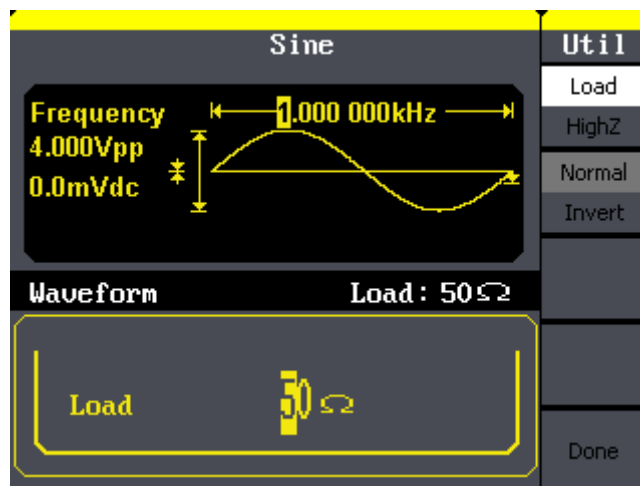 Sine
Util
Frequency 1.000 000kHz
4.000Vpp
0.0mVdc
Load
HighZ
Normal
Invert
Waveform Load: 50Ω
Load 50 Ω
Done